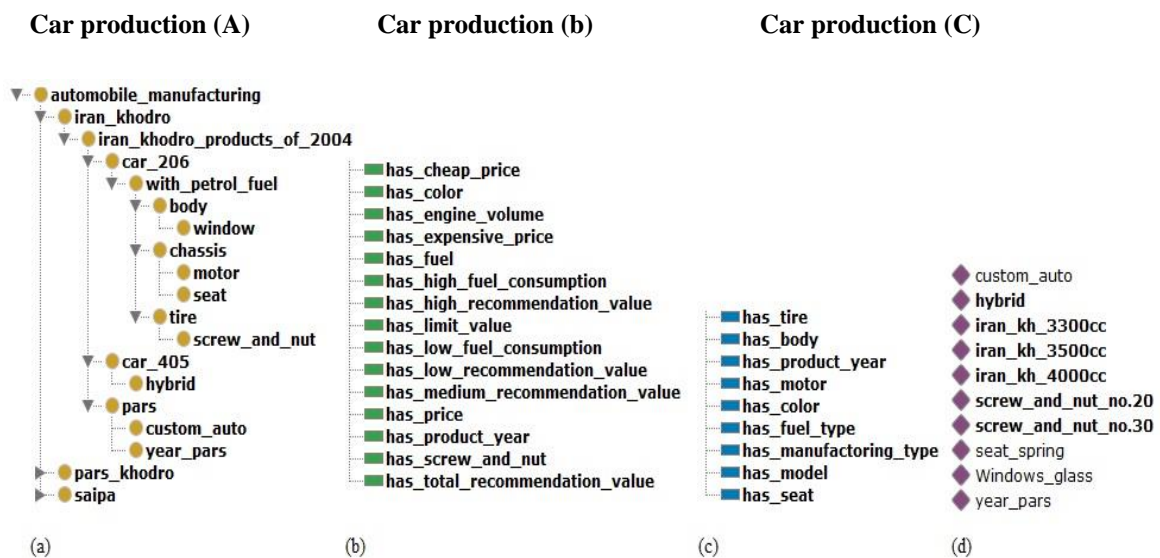 Car production (A)
Car production (b)
Car production (C)
automobile_manufacturing
iran_khodro
iran_khodro_products_of_2004
car_206
with_petrol_fuel
body
window
chassis
motor
seat
tire
screw_and_nut
car_405
hybrid
pars
custom_auto
year_pars
pars_khodro
saipa
(a)
has_cheap_price
has_color
has_engine_volume
has_expensive_price
has_fuel
has_high_fuel_consumption
has_high_recommendation_value
has_limit_value
has_low_fuel_consumption
has_low_recommendation_value
has_medium_recommendation_value
has_price
has_product_year
has_screw_and_nut
has_total_recommendation_value
(b)
has_tire
has_body
has_product_year
has_motor
has_color
has_fuel_type
has_manufactoring_type
has_model
has_seat
(c)
custom_auto
hybrid
iran_kh_3300cc
iran_kh_3500cc
iran_kh_4000cc
screw_and_nut_no.20
screw_and_nut_no.30
seat_spring
Windows_glass
year_pars
(d)